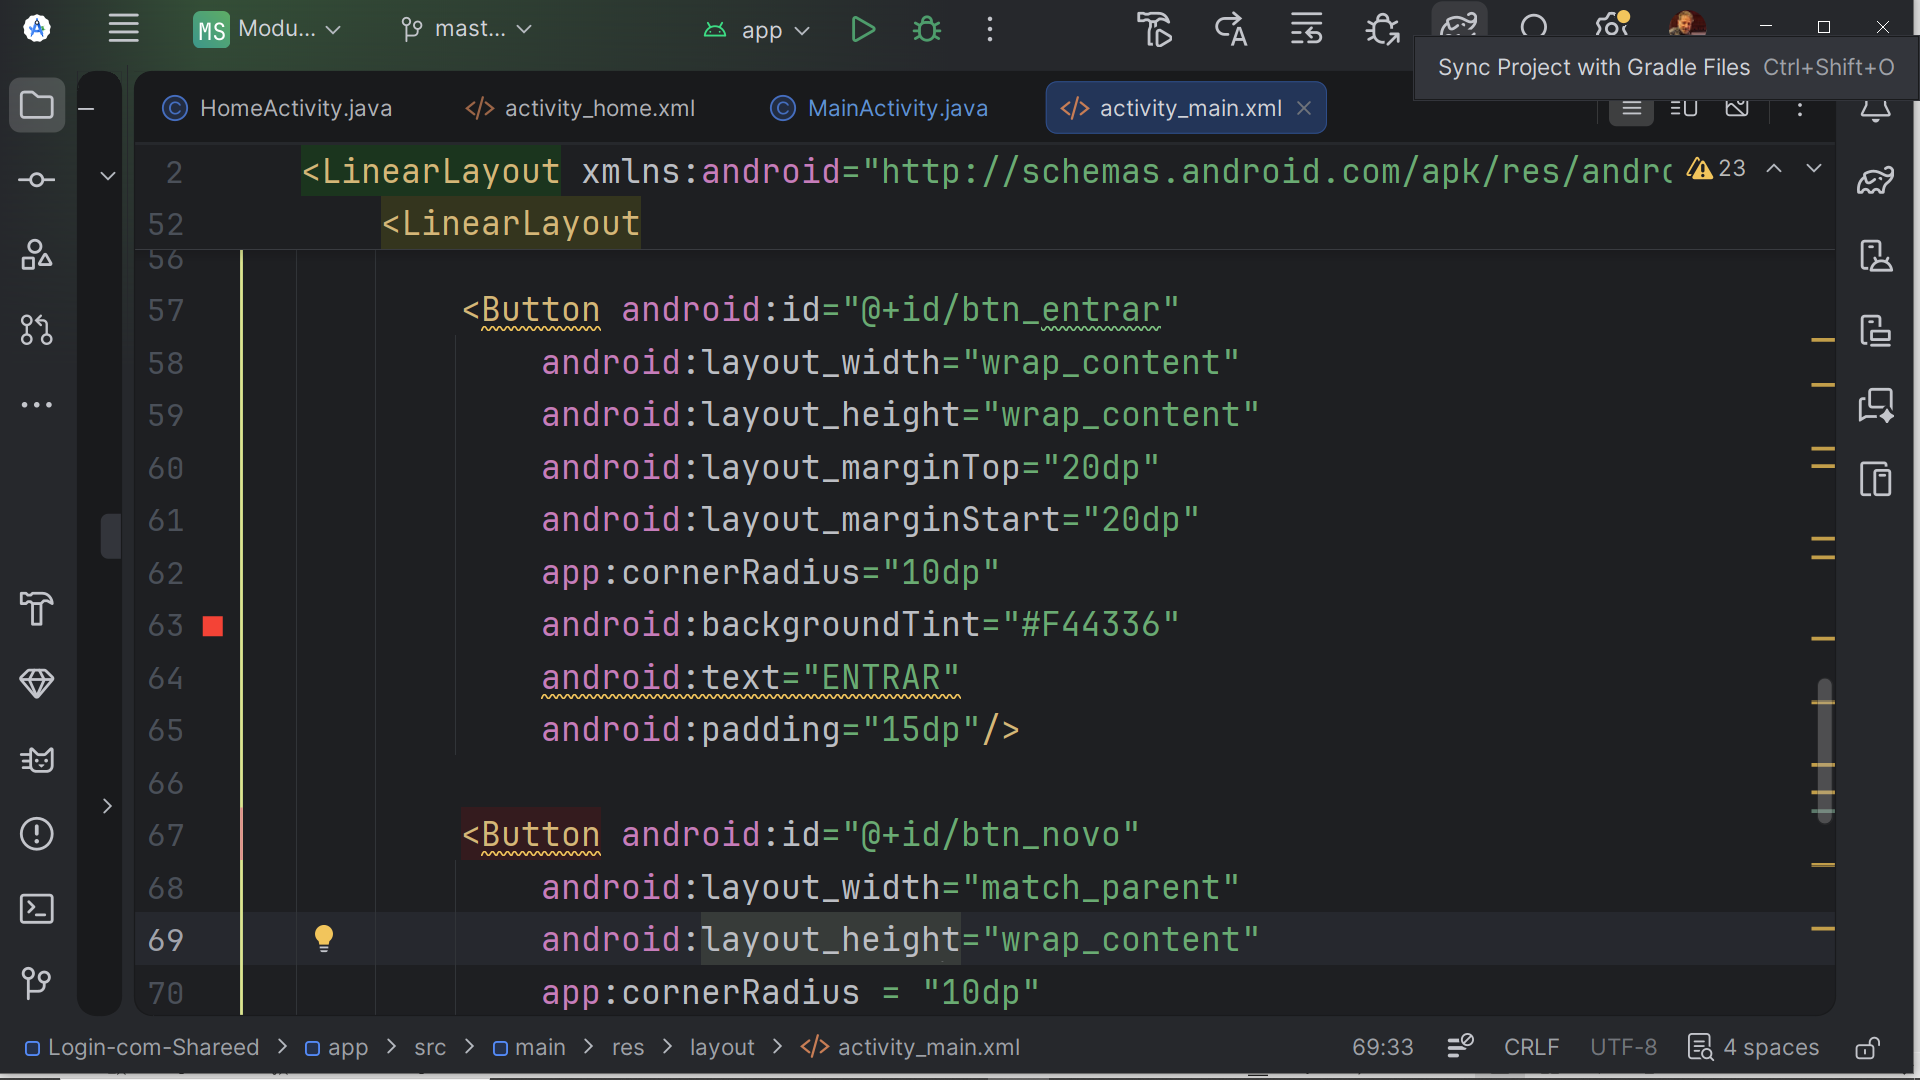 MS Modu... mast... app
Sync Project with Gradle Files Ctrl+Shift+O
HomeActivity.java activity_home.xml MainActivity.java activity_main.xml
2 <LinearLayout xmlns:android="http://schemas.android.com/apk/res/andro 23
52 <LinearLayout
56
57 <Button android:id="@+id/btn_entrar"
58 android:layout_width="wrap_content"
59 android:layout_height="wrap_content"
60 android:layout_marginTop="20dp"
61 android:layout_marginStart="20dp"
62 app:cornerRadius="10dp"
63 android:backgroundTint="#F44336"
64 android:text="ENTRAR"
65 android:padding="15dp"/>
66
67 <Button android:id="@+id/btn_novo"
68 android:layout_width="match_parent"
69 android:layout_height="wrap_content"
70 app:cornerRadius = "10dp"
Login-com-Shareed > app > src > main > res > layout > </> activity_main.xml 69:33 CRLF UTF-8 4 spaces